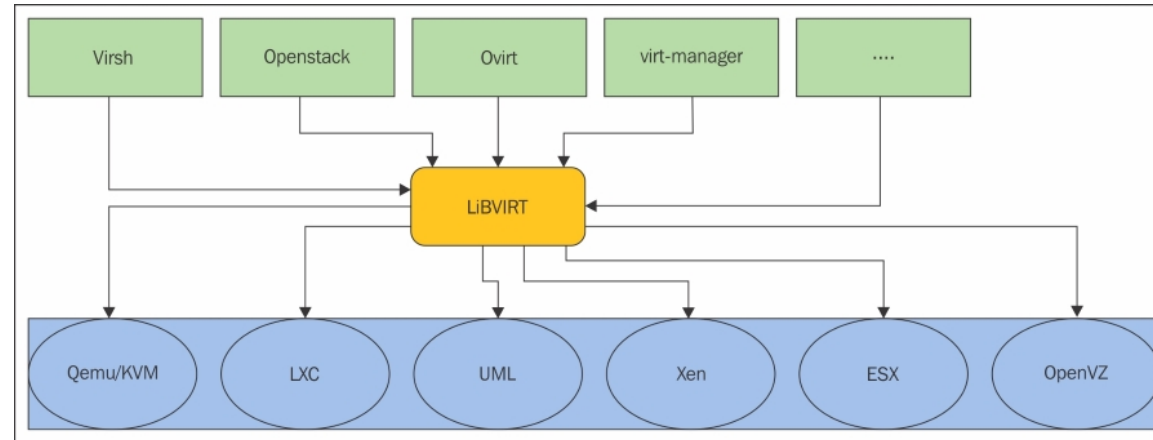 Virsh
Openstack
Ovirt
virt-manager
....
LiBVIRT
Qemu/KVM
LXC
UML
Xen
ESX
OpenVZ